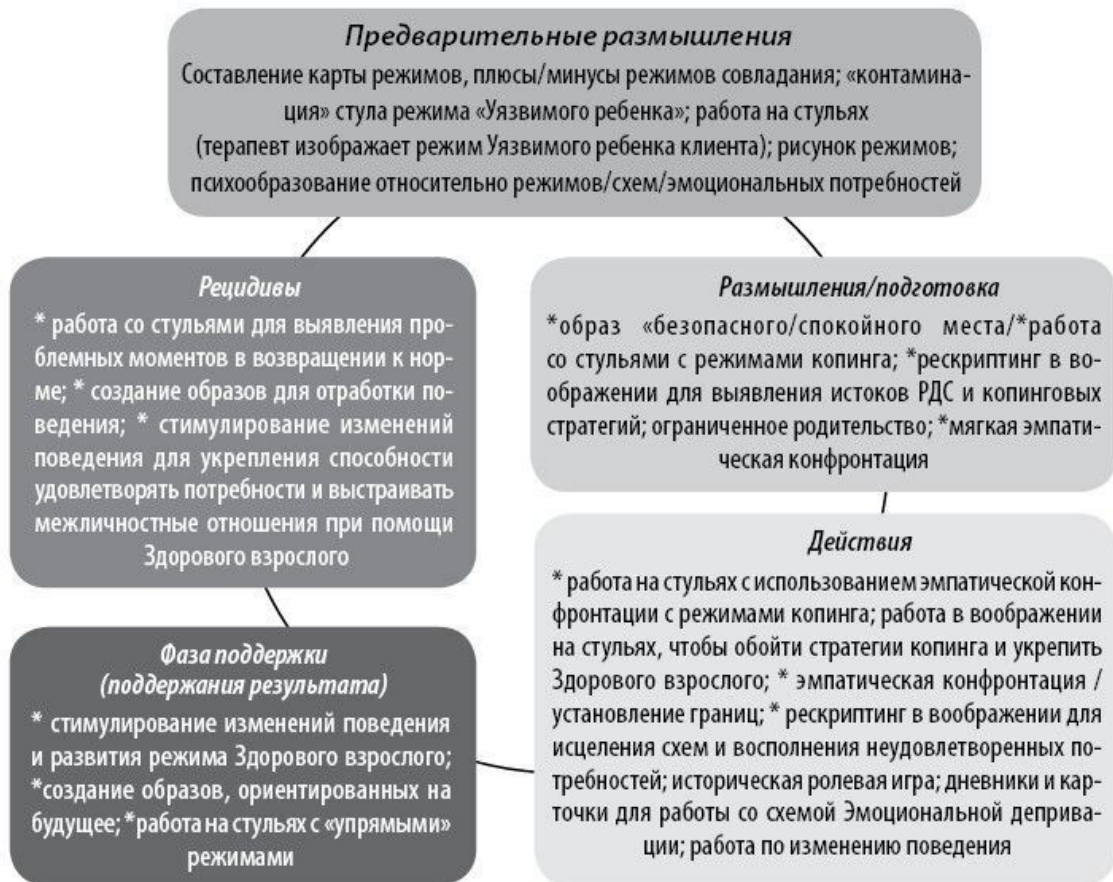 Предварительные размышления
Составление карты режимов, плюсы/минусы режимов совладания; «контамина-
ция» стула режима «Уязвимого ребенка»; работа на стульях
(терапевт изображает режим Уязвимого ребенка клиента); рисунок режимов;
психообразование относительно режимов/схем/эмоциональных потребностей
Рецидивы
* работа со стульями для выявления про-
блемных моментов в возвращении к нор-
ме; * создание образов для отработки по-
ведения; * стимулирование изменений
поведения для укрепления способности
удовлетворять потребности и выстраивать
межличностные отношения при помощи
Здорового взрослого
Размышления/подготовка
*образ «безопасного/спокойного места/*работа
со стульями с режимами копинга; *рескриптинг в во-
ображении для выявления истоков РДС и копинговых
стратегий; ограниченное родительство; *мягкая эмпати-
ческая конфронтация
Действия
* работа на стульях с использованием эмпатической кон-
фронтации с режимами копинга; работа в воображении
на стульях, чтобы обойти стратегии копинга и укрепить
Здорового взрослого; * эмпатическая конфронтация /
установление границ; * рескриптинг в воображении для
исцеления схем и восполнения неудовлетворенных по-
требностей; историческая ролевая игра; дневники и кар-
точки для работы со схемой Эмоциональной деприва-
ции; работа по изменению поведения
Фаза поддержки
(поддержания результата)
* стимулирование изменений поведения
и развития режима Здорового взрослого;
*создание образов, ориентированных на
будущее; *работа на стульях с «упрямыми»
режимами